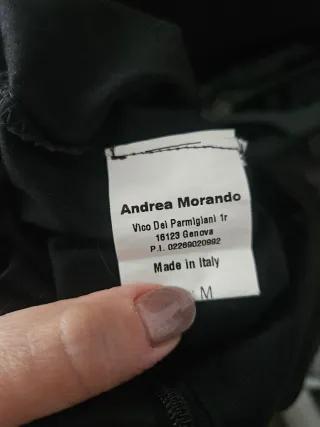 Andrea Morando
Vico Dei Parmigiani 1r
16123 Genova
P.I. 02269020992
Made in Italy
M